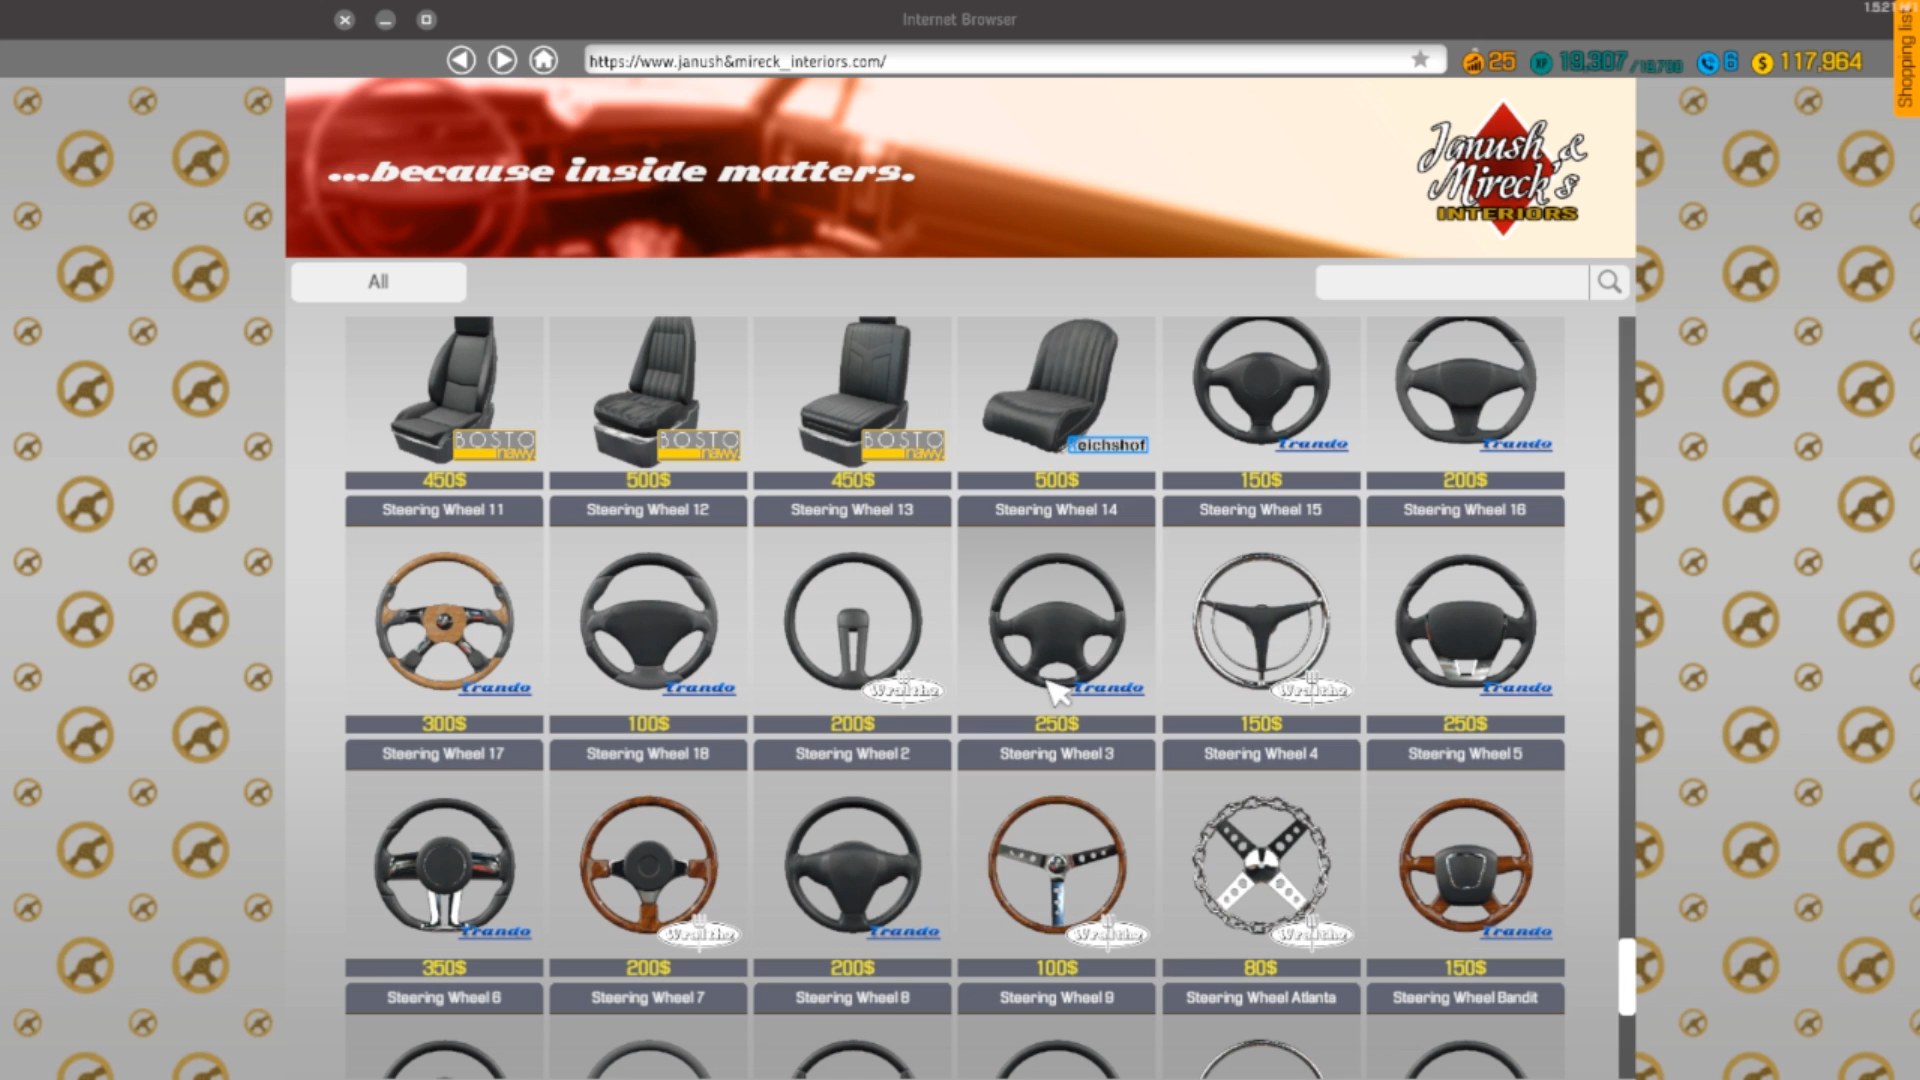 Internet Browser
https://www.janush&mireck_interiors.com/
25
XP
6
$ 117,964
Shopping list
...because inside matters.
Janush &
Mireck's
INTERIORS
All
BOSTO
nawy.
BOSTO
nawy.
BOSTO
nawy.
eichshof
Trando
Trando
450$ 500$ 450$ 500$ 150$ 200$
Steering Wheel 11 Steering Wheel 12 Steering Wheel 13 Steering Wheel 14 Steering Wheel 15 Steering Wheel 16
Trando Trando Trando Trando
300$ 100$ 200$ 250$ 150$ 250$
Steering Wheel 17 Steering Wheel 18 Steering Wheel 2 Steering Wheel 3 Steering Wheel 4 Steering Wheel 5
Trando Trando Trando
350$ 200$ 200$ 100$ 80$ 150$
Steering Wheel 6 Steering Wheel 7 Steering Wheel 8 Steering Wheel 9 Steering Wheel Atlanta Steering Wheel Bandit